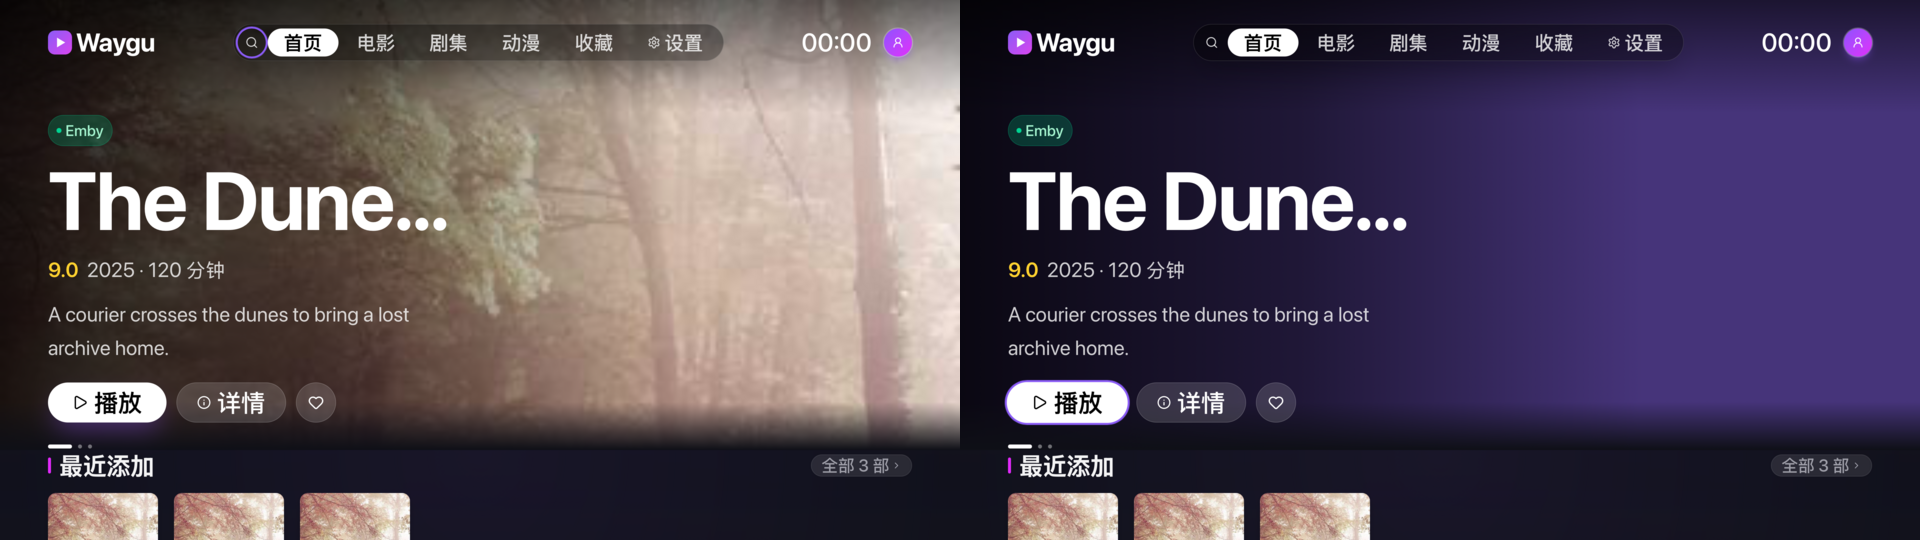 Waygu
首页 电影 剧集 动漫 收藏 设置
00:00
Emby
The Dune...
9.0 2025 · 120 分钟
A courier crosses the dunes to bring a lost
archive home.
播放 详情
最近添加
全部 3 部 ›
Waygu
首页 电影 剧集 动漫 收藏 设置
00:00
Emby
The Dune...
9.0 2025 · 120 分钟
A courier crosses the dunes to bring a lost
archive home.
播放 详情
最近添加
全部 3 部 ›